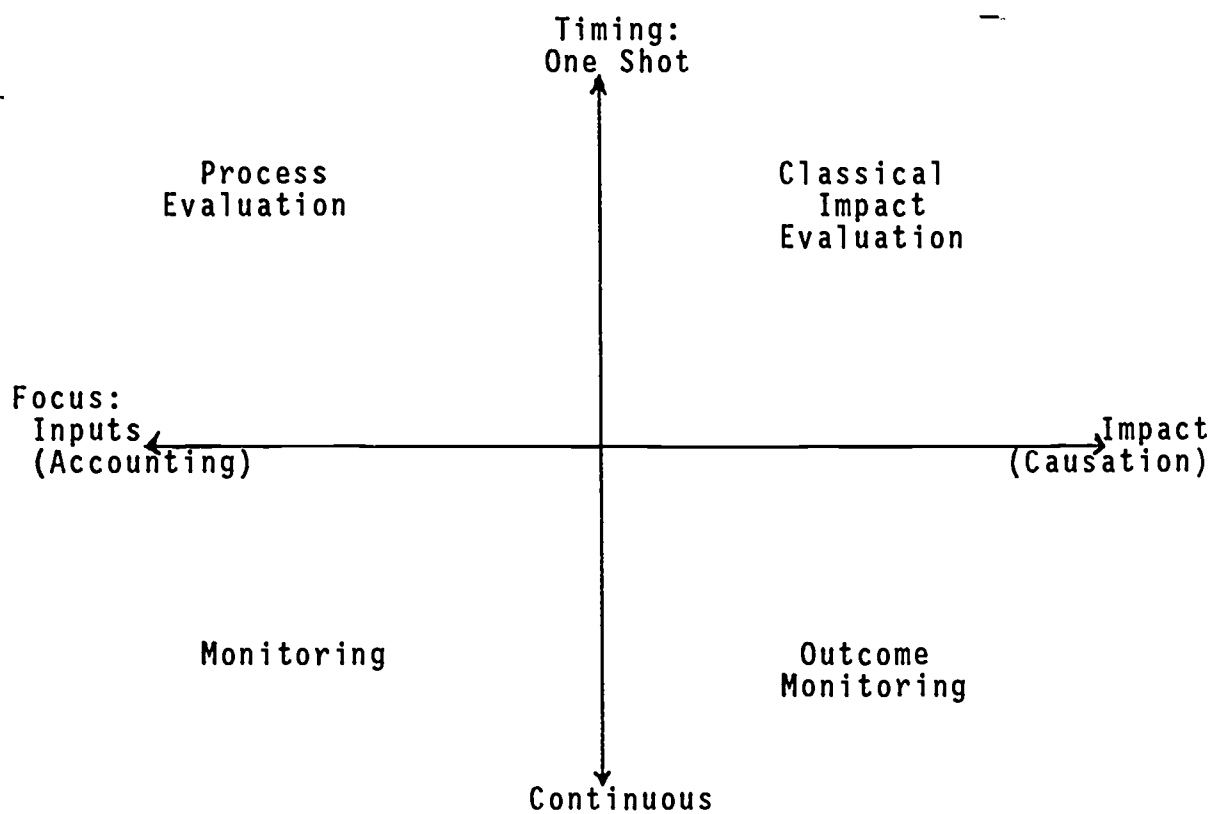 Timing:
One Shot
Process
Evaluation
Classical
Impact
Evaluation
Focus:
Inputs
(Accounting)
Impact
(Causation)
Monitoring
Outcome
Monitoring
Continuous